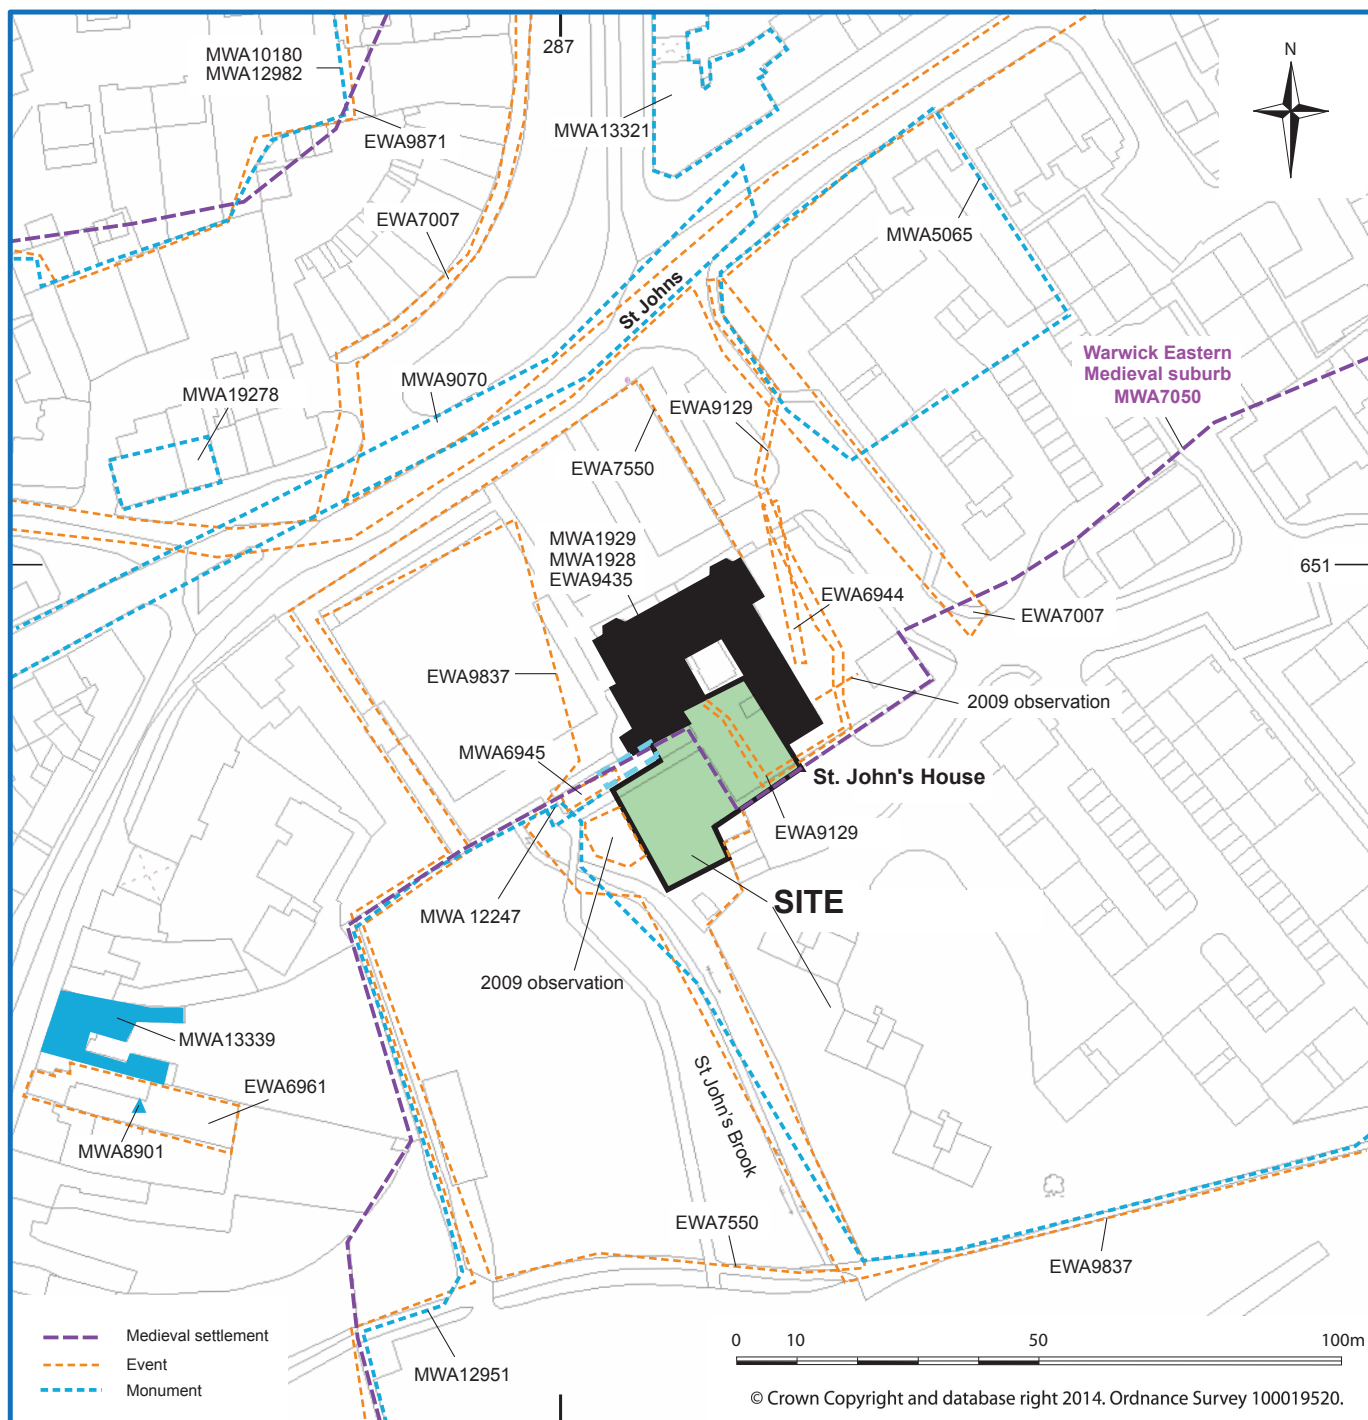 MWA10180
MWA12982
287
N
EWA9871
MWA13321
EWA7007
MWA5065
St Johns
Warwick Eastern
Medieval suburb
MWA7050
MWA9070
MWA19278
EWA9129
EWA7550
MWA1929
MWA1928
EWA9435
651
EWA6944
EWA7007
EWA9837
2009 observation
MWA6945
St. John's House
EWA9129
SITE
MWA 12247
2009 observation
MWA13339
St John's Brook
EWA6961
MWA8901
EWA7550
EWA9837
Medieval settlement
Event
Monument
MWA12951
0 10 50 100m
© Crown Copyright and database right 2014. Ordnance Survey 100019520.